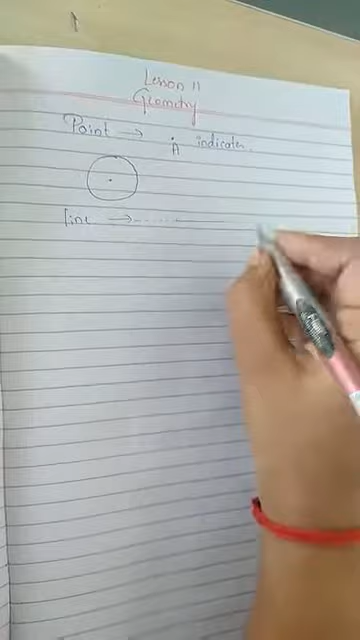 Lesson 11
Geometry
Point → A indicates.
line →